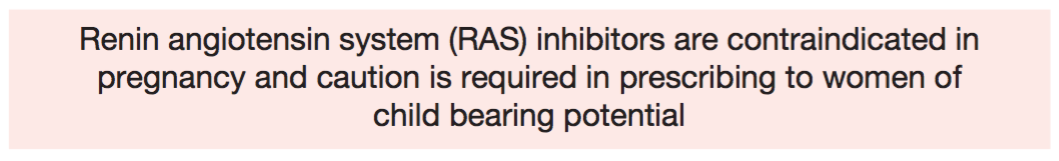 Renin angiotensin system (RAS) inhibitors are contraindicated in
pregnancy and caution is required in prescribing to women of
child bearing potential